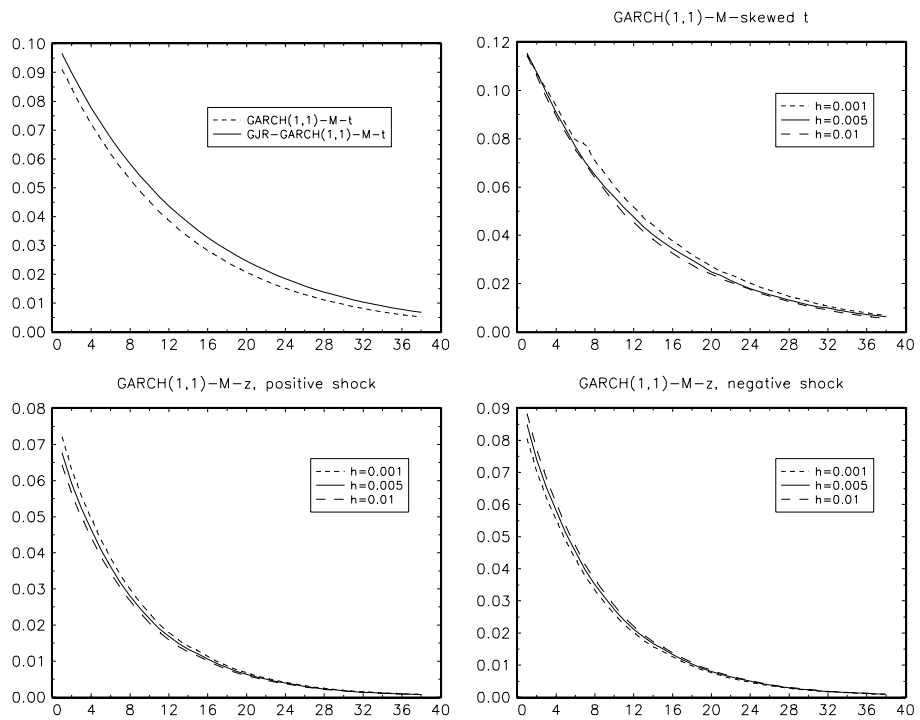 0.10
0.09
0.08
0.07
0.06
0.05
0.04
0.03
0.02
0.01
0.00
0 4 8 12 16 20 24 28 32 36 40
GARCH(1,1)-M-t
GJR-GARCH(1,1)-M-t
GARCH(1,1)-M-skewed t
0.12
0.10
0.08
0.06
0.04
0.02
0.00
0 4 8 12 16 20 24 28 32 36 40
h=0.001
h=0.005
h=0.01
GARCH(1,1)-M-z, positive shock
0.08
0.07
0.06
0.05
0.04
0.03
0.02
0.01
0.00
0 4 8 12 16 20 24 28 32 36 40
h=0.001
h=0.005
h=0.01
GARCH(1,1)-M-z, negative shock
0.09
0.08
0.07
0.06
0.05
0.04
0.03
0.02
0.01
0.00
0 4 8 12 16 20 24 28 32 36 40
h=0.001
h=0.005
h=0.01